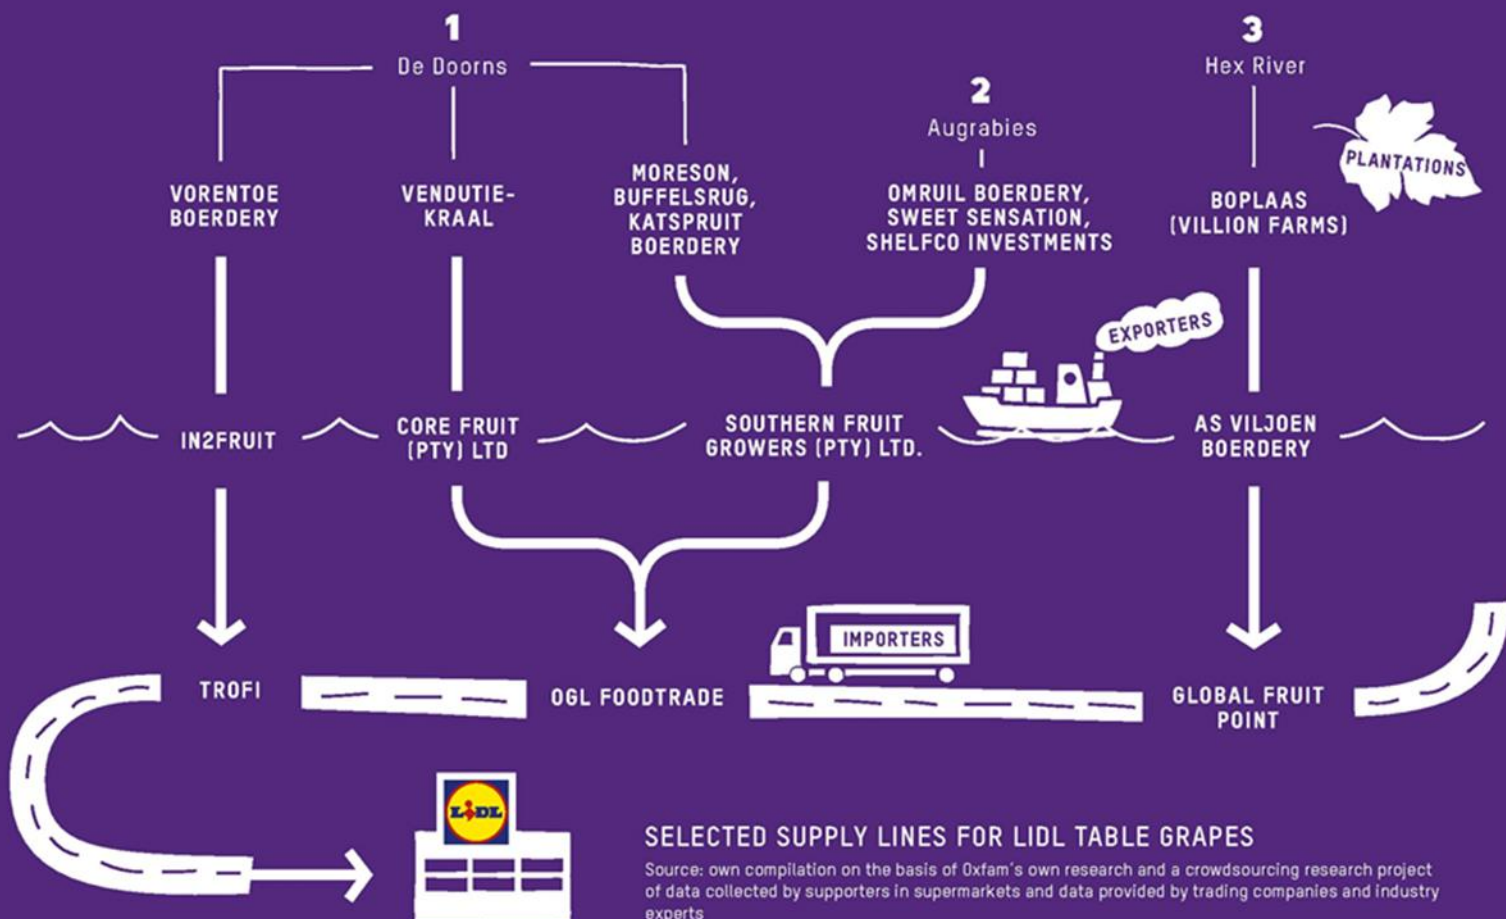 1
De Doorns
2
Augrabies
3
Hex River
PLANTATIONS
VORENTOE
BOERDERY
VENDUTIE-
KRAAL
MORESON,
BUFFELSRUG,
KATSPRUIT
BOERDERY
OMRUIL BOERDERY,
SWEET SENSATION,
SHELFCO INVESTMENTS
BOPLAAS
(VILLION FARMS)
EXPORTERS
IN2FRUIT
CORE FRUIT
(PTY) LTD
SOUTHERN FRUIT
GROWERS (PTY) LTD.
AS VILJOEN
BOERDERY
IMPORTERS
TROFI
OGL FOODTRADE
GLOBAL FRUIT
POINT
LIDL
SELECTED SUPPLY LINES FOR LIDL TABLE GRAPES
Source: own compilation on the basis of Oxfam's own research and a crowdsourcing research project
of data collected by supporters in supermarkets and data provided by trading companies and industry
experts